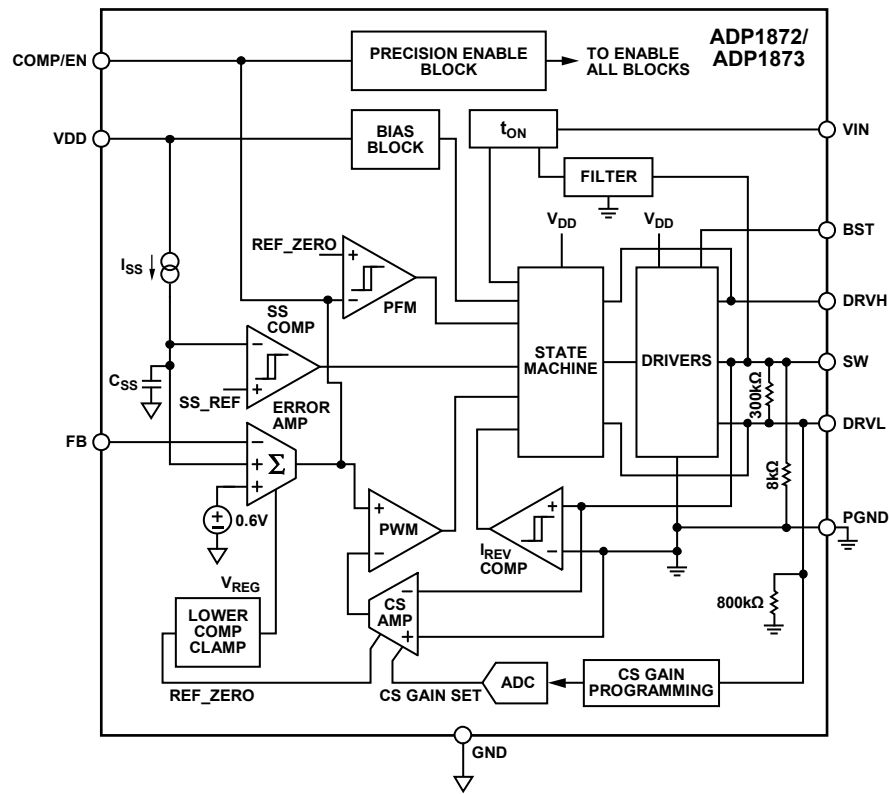 ADP1872/
ADP1873
COMP/EN
PRECISION ENABLE
BLOCK
TO ENABLE
ALL BLOCKS
VDD
BIAS
BLOCK
tON
VIN
FILTER
VDD
VDD
BST
REF_ZERO
+
−
PFM
ISS
DRVH
SS
COMP
−
+
STATE
MACHINE
DRIVERS
SW
CSS
SS_REF
300kΩ
ERROR
AMP
DRVL
FB
−
+
+
Σ
8kΩ
0.6V
+
−
PWM
+
−
IREV
COMP
+
−
PGND
VREG
LOWER
COMP
CLAMP
CS
AMP
−
+
800kΩ
REF_ZERO
CS GAIN SET
ADC
CS GAIN
PROGRAMMING
GND